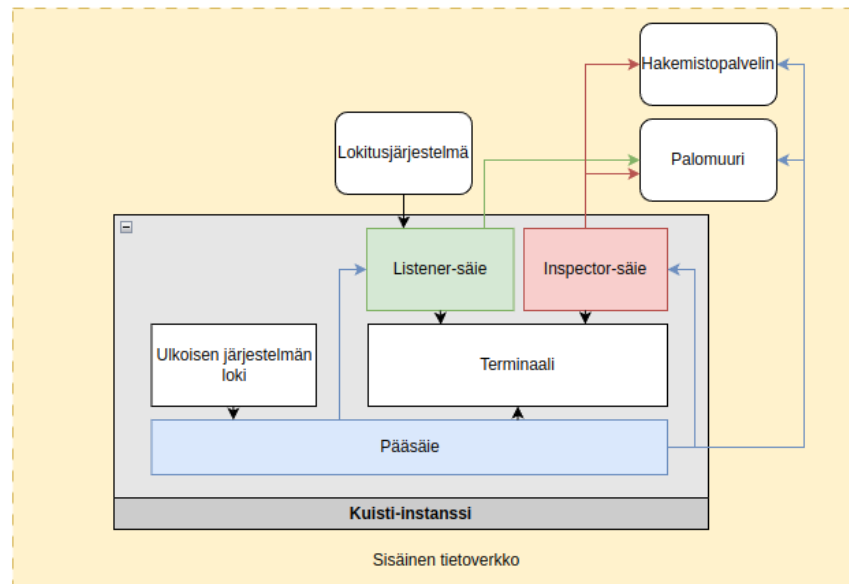 Hakemistopalvelin
Lokitusjärjestelmä
Palomuuri
Listener-säie
Inspector-säie
Ulkoisen järjestelmän
loki
Terminaali
Pääsäie
Kuisti-instanssi
Sisäinen tietoverkko